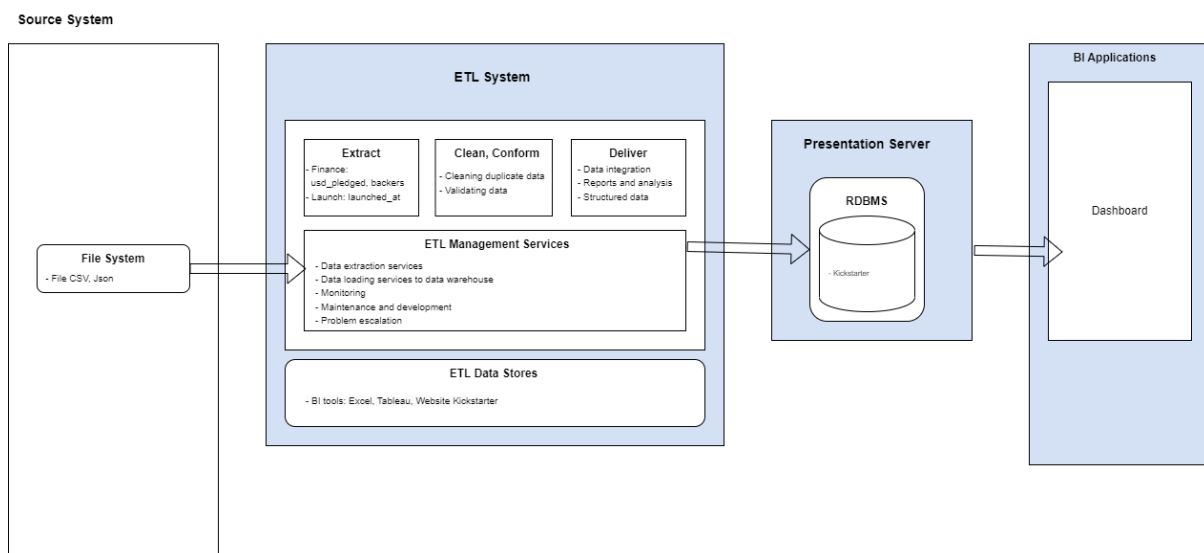 Source System
File System
- File CSV, Json
ETL System
Extract
- Finance:
usd_pledged, backers
- Launch: launched_at
Clean, Conform
- Cleaning duplicate data
- Validating data
Deliver
- Data integration
- Reports and analysis
- Structured data
ETL Management Services
- Data extraction services
- Data loading services to data warehouse
- Monitoring
- Maintenance and development
- Problem escalation
ETL Data Stores
- BI tools: Excel, Tableau, Website Kickstarter
Presentation Server
RDBMS
- Kickstarter
BI Applications
Dashboard